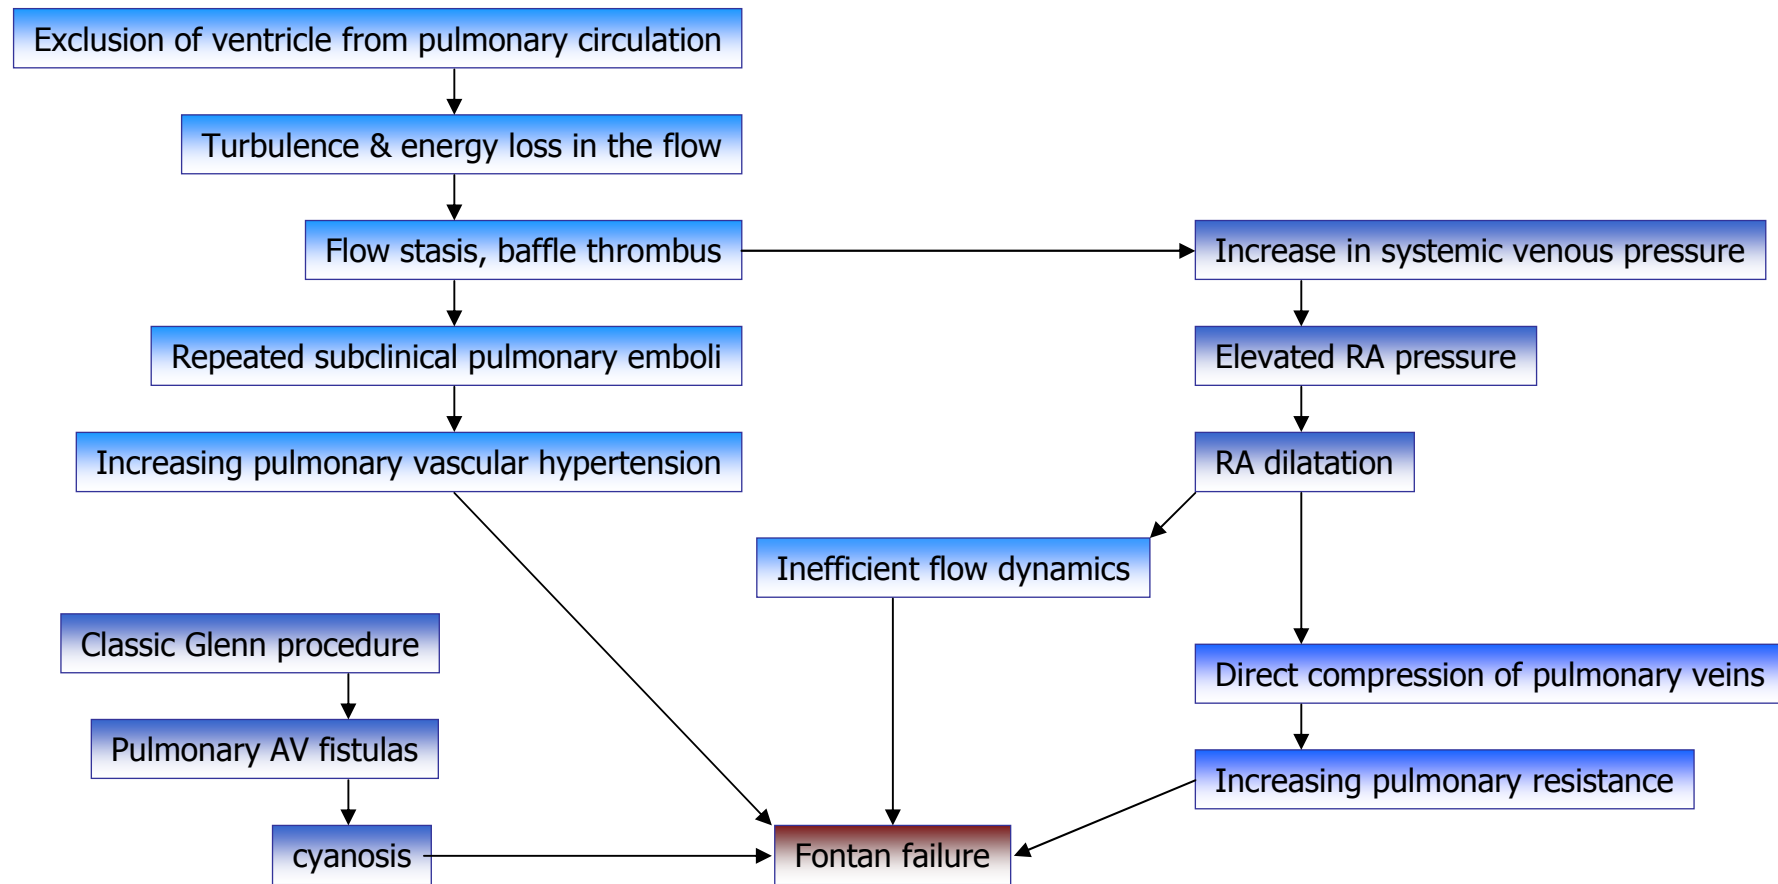 Exclusion of ventricle from pulmonary circulation
Turbulence & energy loss in the flow
Flow stasis, baffle thrombus
Increase in systemic venous pressure
Repeated subclinical pulmonary emboli
Elevated RA pressure
Increasing pulmonary vascular hypertension
RA dilatation
Inefficient flow dynamics
Classic Glenn procedure
Direct compression of pulmonary veins
Pulmonary AV fistulas
Increasing pulmonary resistance
cyanosis
Fontan failure